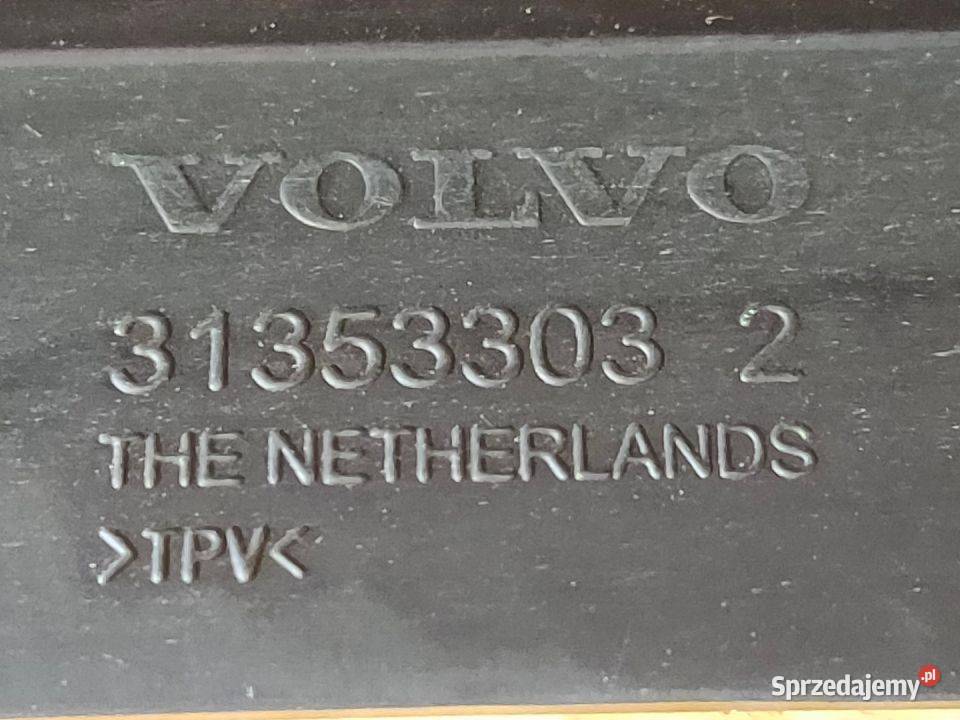 VOLVO
31353303 2
THE NETHERLANDS
>TPV<
Sprzedajemy.pl